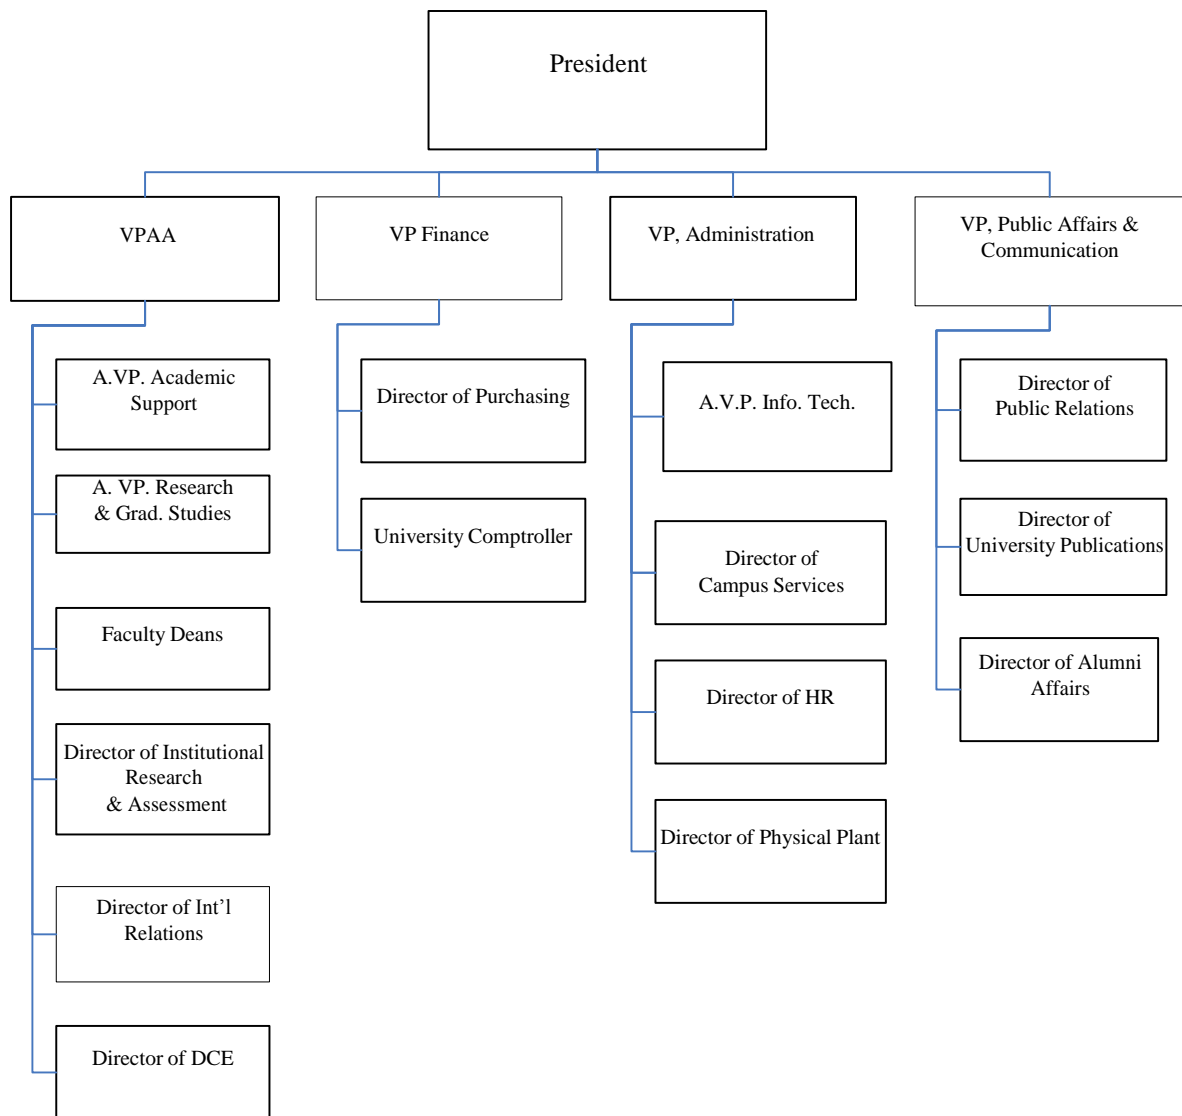 President
VPAA
VP Finance
VP, Administration
VP, Public Affairs &
Communication
A.VP. Academic
Support
A. VP. Research
& Grad. Studies
Faculty Deans
Director of Institutional
Research
& Assessment
Director of Int’l
Relations
Director of DCE
Director of Purchasing
University Comptroller
A.V.P. Info. Tech.
Director of
Campus Services
Director of HR
Director of Physical Plant
Director of
Public Relations
Director of
University Publications
Director of Alumni
Affairs